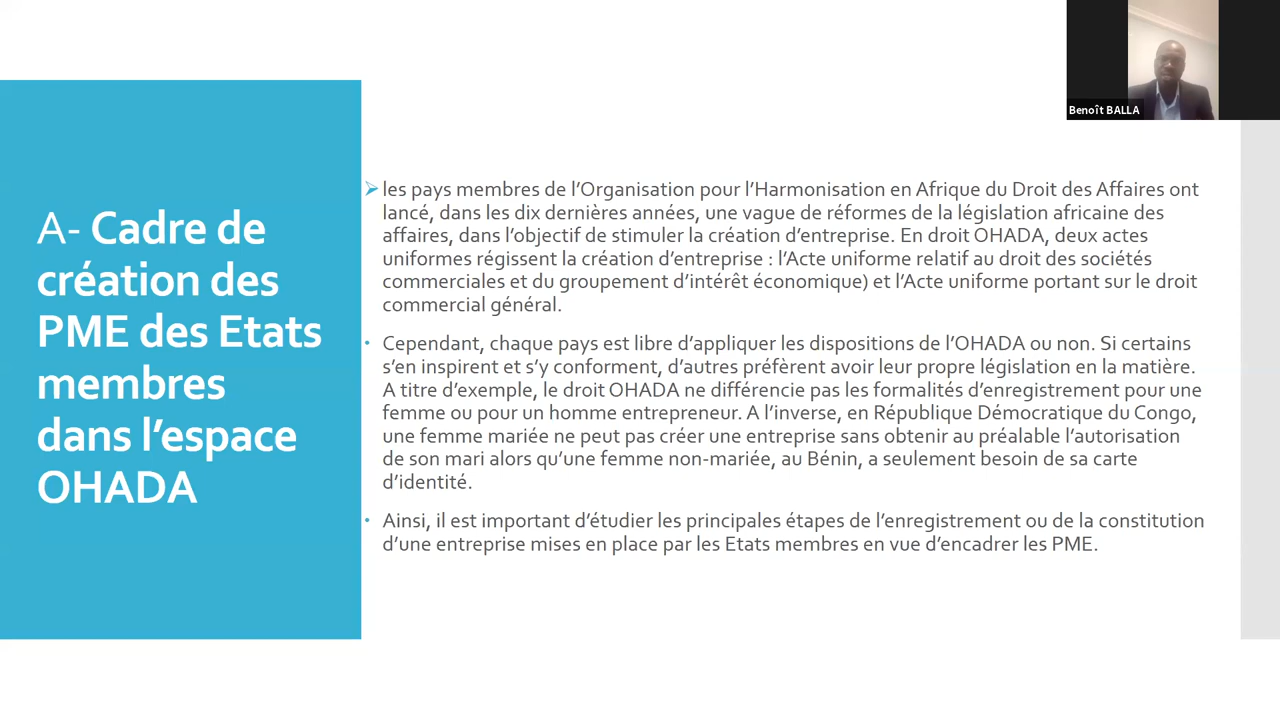 Benoît BALLA
A- Cadre de
création des
PME des Etats
membres
dans l’espace
OHADA
les pays membres de l’Organisation pour l’Harmonisation en Afrique du Droit des Affaires ont
lancé, dans les dix dernières années, une vague de réformes de la législation africaine des
affaires, dans l’objectif de stimuler la création d’entreprise. En droit OHADA, deux actes
uniformes régissent la création d’entreprise : l’Acte uniforme relatif au droit des sociétés
commerciales et du groupement d’intérêt économique) et l’Acte uniforme portant sur le droit
commercial général.
• Cependant, chaque pays est libre d’appliquer les dispositions de l’OHADA ou non. Si certains
s’en inspirent et s’y conforment, d’autres préfèrent avoir leur propre législation en la matière.
A titre d’exemple, le droit OHADA ne différencie pas les formalités d’enregistrement pour une
femme ou pour un homme entrepreneur. A l’inverse, en République Démocratique du Congo,
une femme mariée ne peut pas créer une entreprise sans obtenir au préalable l’autorisation
de son mari alors qu’une femme non-mariée, au Bénin, a seulement besoin de sa carte
d’identité.
• Ainsi, il est important d’étudier les principales étapes de l’enregistrement ou de la constitution
d’une entreprise mises en place par les Etats membres en vue d’encadrer les PME.